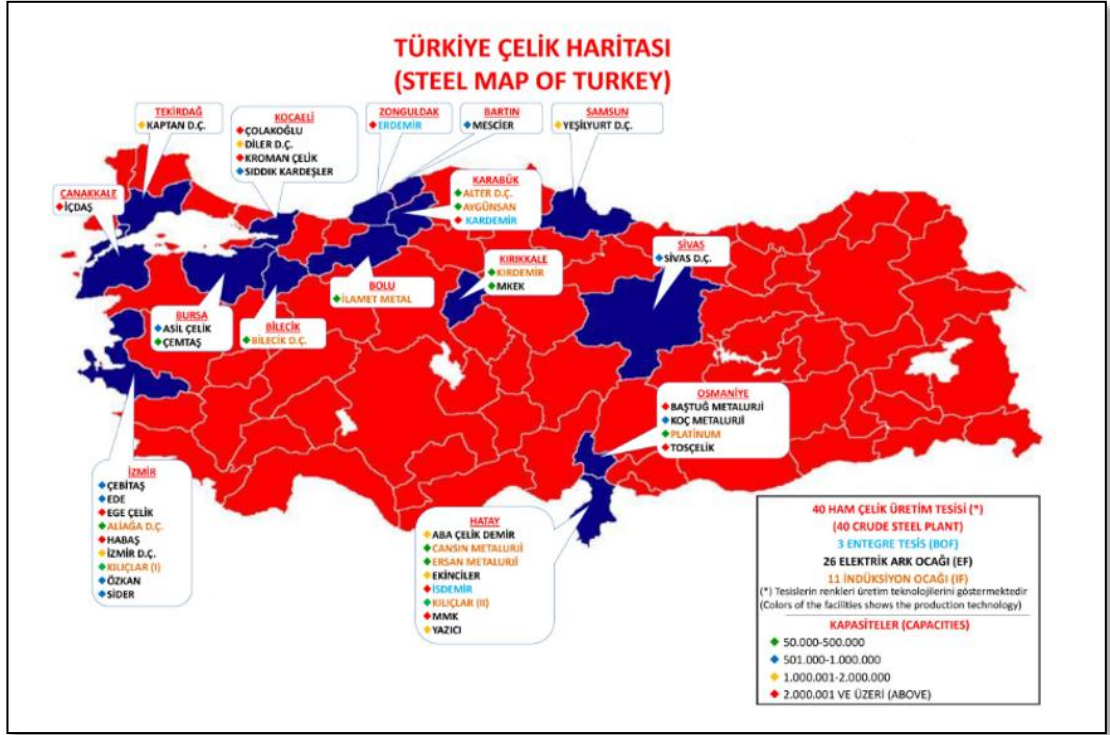 TÜRKİYE ÇELİK HARİTASI
(STEEL MAP OF TURKEY)
TEKİRDAĞ
KAPTAN D.Ç.
KOCAELİ
ÇOLAKOĞLU
DİLER D.Ç.
KROMAN ÇELİK
SIDDIK KARDEŞLER
ZONGULDAK
ERDEMİR
BARTIN
MESCİER
SAMSUN
YEŞİLYURT D.Ç.
ÇANAKKALE
İÇDAŞ
KARABÜK
ALTER D.Ç.
AYGÜNSAN
KARDEMİR
SİVAS
SİVAS D.Ç.
KIRIKKALE
KIRDEMİR
MKEK
BOLU
İLAMET METAL
BURSA
ASİL ÇELİK
ÇEMTAŞ
BİLECİK
BİLECİK D.Ç.
OSMANİYE
BAŞTUĞ METALURJİ
KOÇ METALURJİ
PLATINUM
TOSÇELİK
İZMİR
ÇEBİTAŞ
EDE
EGE ÇELİK
ALİAĞA D.Ç.
HABAŞ
İZMİR D.Ç.
KILIÇLAR (I)
ÖZKAN
SİDER
HATAY
ABA ÇELİK DEMİR
CANSIN METALURJİ
ERSAN METALURJİ
EKİNCİLER
İSDEMİR
KILIÇLAR (II)
MMK
YAZICI
40 HAM ÇELİK ÜRETİM TESİSİ (*)
(40 CRUDE STEEL PLANT)
3 ENTEGRE TESİS (BOF)
26 ELEKTRİK ARK OCAĞI (EF)
11 İNDÜKSİYON OCAĞI (IF)
(*) Tesislerin renkleri üretim teknolojilerini göstermektedir
(Colors of the facilities shows the production technology)
KAPASİTELER (CAPACITIES)
50.000-500.000
501.000-1.000.000
1.000.001-2.000.000
2.000.001 VE ÜZERİ (ABOVE)